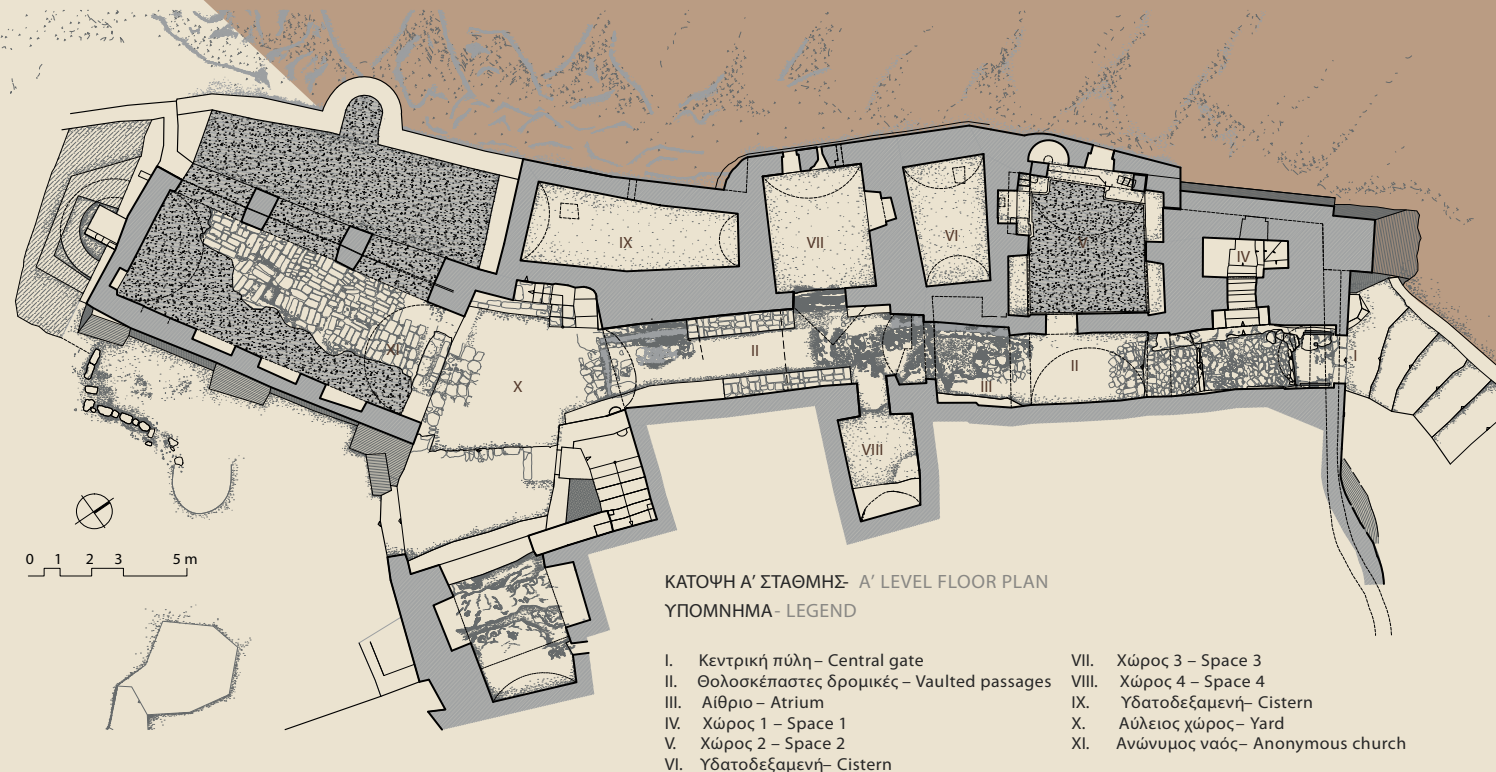 IX
VII
VI
V
IV
XI
X
II
III
II
I
VIII
0 1 2 3 5 m
ΚΑΤΟΨΗ Α’ ΣΤΑΘΜΗΣ- A’ LEVEL FLOOR PLAN
ΥΠΟΜΝΗΜΑ- LEGEND
I. Κεντρική πύλη – Central gate
II. Θολοσκέπαστες δρομικές – Vaulted passages
III. Αίθριο – Atrium
IV. Χώρος 1 – Space 1
V. Χώρος 2 – Space 2
VI. Υδατοδεξαμενή– Cistern
VII. Χώρος 3 – Space 3
VIII. Χώρος 4 – Space 4
IX. Υδατοδεξαμενή– Cistern
X. Αύλειος χώρος– Yard
XI. Ανώνυμος ναός– Anonymous church